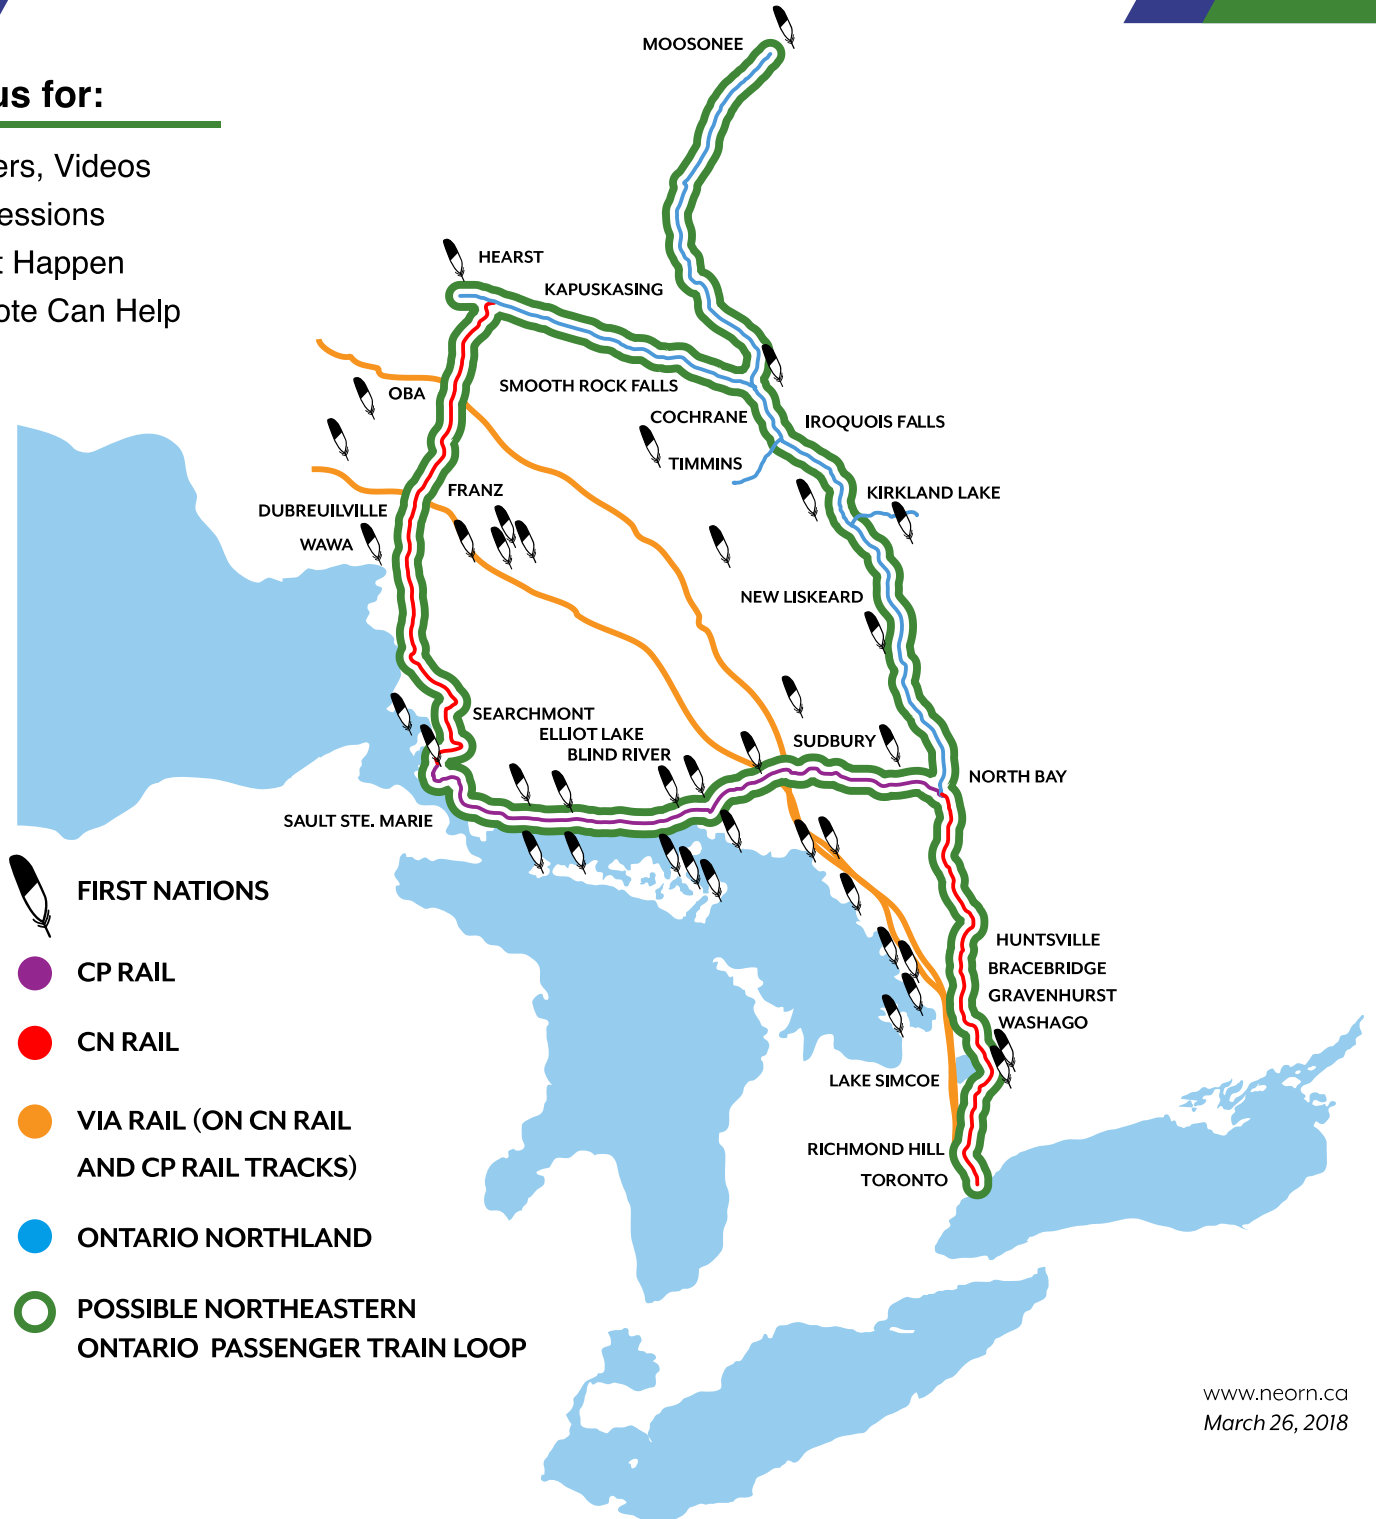 us for:
ers, Videos
essions
t Happen
ote Can Help
MOOSONEE
HEARST
KAPUSKASING
OBA
SMOOTH ROCK FALLS
COCHRANE
IROQUOIS FALLS
TIMMINS
FRANZ
KIRKLAND LAKE
DUBREUILVILLE
WAWA
NEW LISKEARD
SEARCHMONT
ELLIOT LAKE
BLIND RIVER
SUDBURY
NORTH BAY
SAULT STE. MARIE
HUNTSVILLE
BRACEBRIDGE
GRAVENHURST
WASHAGO
LAKE SIMCOE
RICHMOND HILL
TORONTO
FIRST NATIONS
CP RAIL
CN RAIL
VIA RAIL (ON CN RAIL
AND CP RAIL TRACKS)
ONTARIO NORTHLAND
POSSIBLE NORTHEASTERN
ONTARIO PASSENGER TRAIN LOOP
www.neorn.ca
March 26, 2018